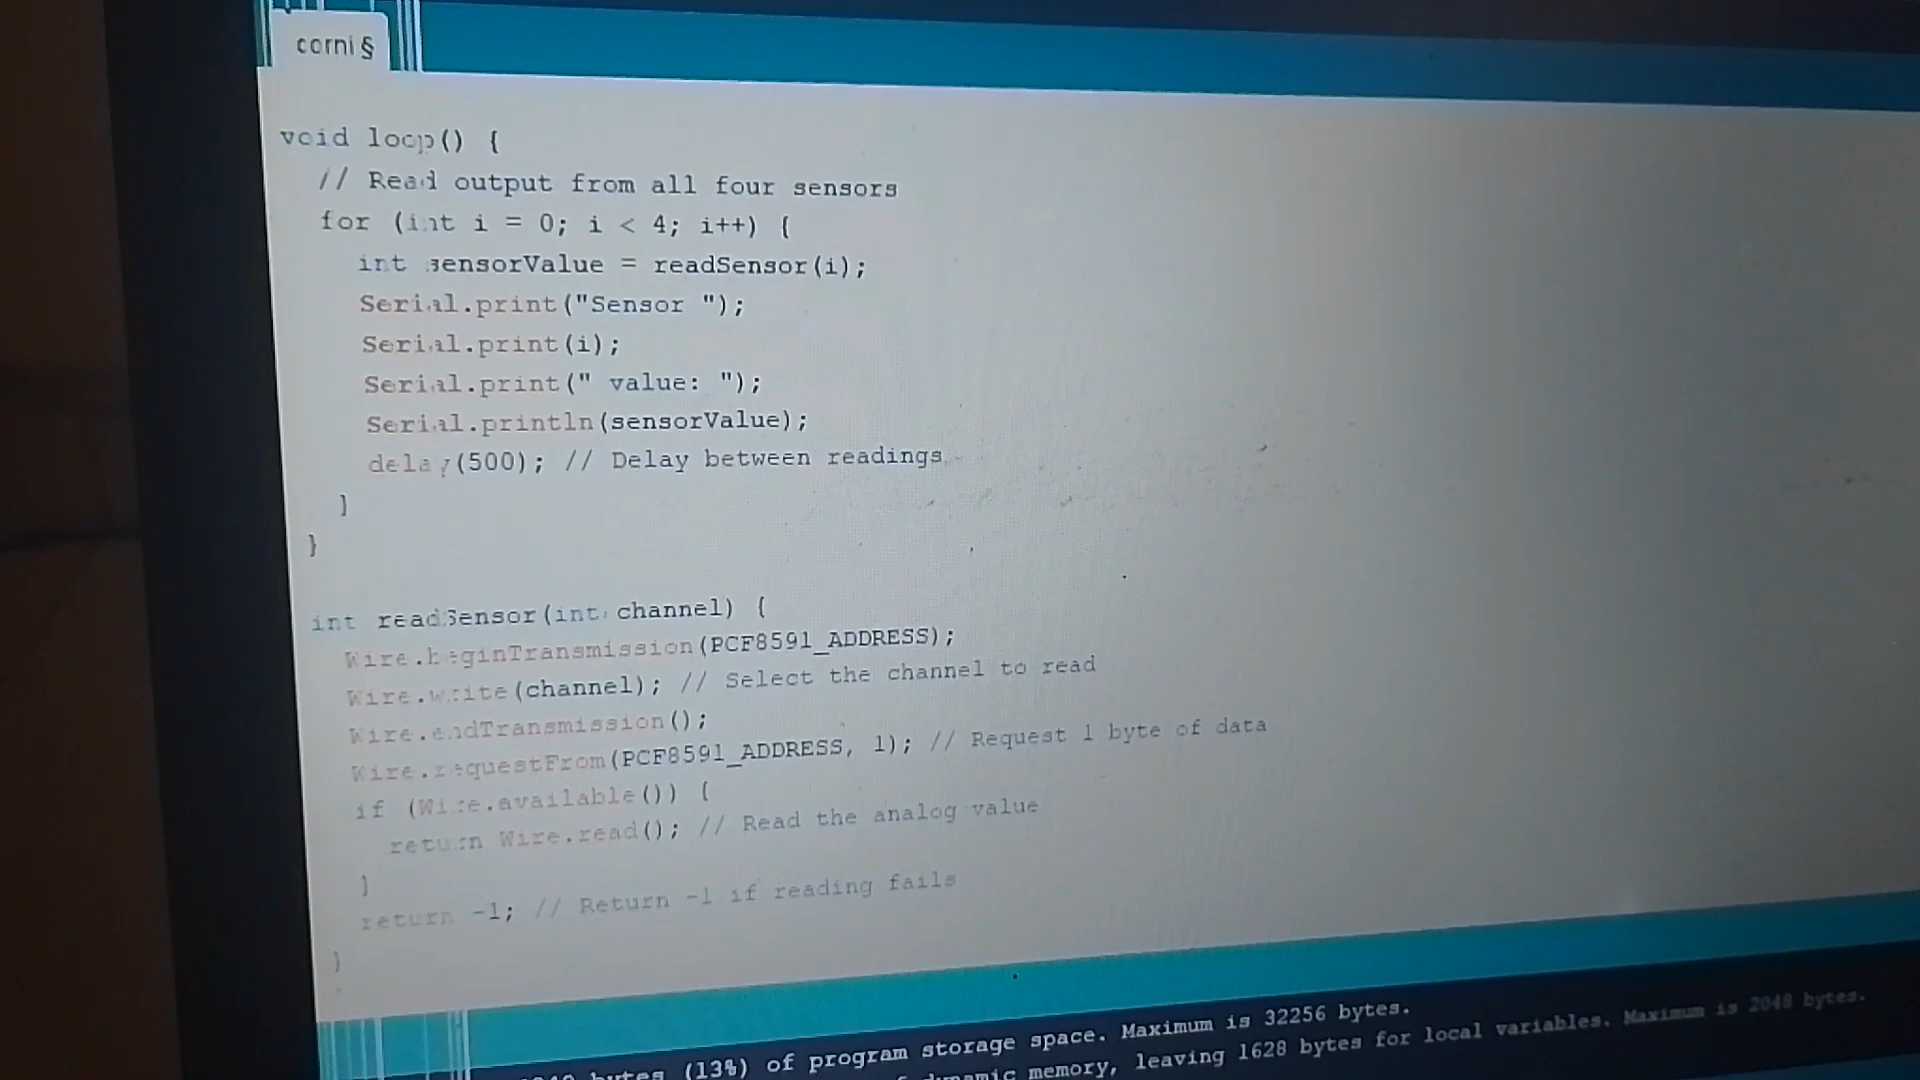 corni §
void loop() {
// Read output from all four sensors
for (int i = 0; i < 4; i++) {
int sensorValue = readSensor(i);
Serial.print("Sensor ");
Serial.print(i);
Serial.print(" value: ");
Serial.println(sensorValue);
delay(500); // Delay between readings
}
}
int readSensor(int channel) {
Wire.beginTransmission(PCF8591_ADDRESS);
Wire.write(channel); // Select the channel to read
Wire.endTransmission();
Wire.requestFrom(PCF8591_ADDRESS, 1); // Request 1 byte of data
if (Wire.available()) {
return Wire.read(); // Read the analog value
}
return -1; // Return -1 if reading fails
}
bytes (13%) of program storage space. Maximum is 32256 bytes.
dynamic memory, leaving 1628 bytes for local variables. Maximum is 2048 bytes.